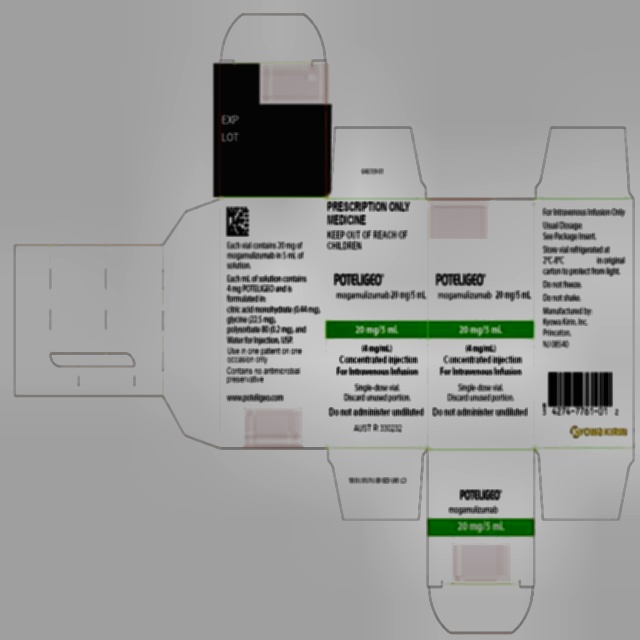 EXP
LOT
Each vial contains 20 mg of
mogamulizumab in 5 mL of
solution.
Each mL of solution contains
4 mg POTELIGEO and is
formulated in:
citric acid monohydrate (0.44 mg),
glycine (22.5 mg),
polysorbate 80 (0.2 mg), and
Water for Injection, USP.
Use in one patient on one
occasion only
Contains no antimicrobial
preservative
www.poteligeo.com
PRESCRIPTION ONLY
MEDICINE
KEEP OUT OF REACH OF
CHILDREN
POTELIGEO®
mogamulizumab 20 mg/5 mL
20 mg/5 mL
(4 mg/mL)
Concentrated injection
For Intravenous Infusion
Single-dose vial.
Discard unused portion.
Do not administer undiluted
AUST R 330232
POTELIGEO®
mogamulizumab 20 mg/5 mL
20 mg/5 mL
(4 mg/mL)
Concentrated injection
For Intravenous Infusion
Single-dose vial.
Discard unused portion.
Do not administer undiluted
For Intravenous Infusion Only
Usual Dosage:
See Package Insert.
Store vial refrigerated at
2°C-8°C in original
carton to protect from light.
Do not freeze.
Do not shake.
Manufactured by:
Kyowa Kirin, Inc.
Princeton,
NJ 08540
3 42747-761-01 2
KYOWA KIRIN
POTELIGEO®
mogamulizumab
20 mg/5 mL